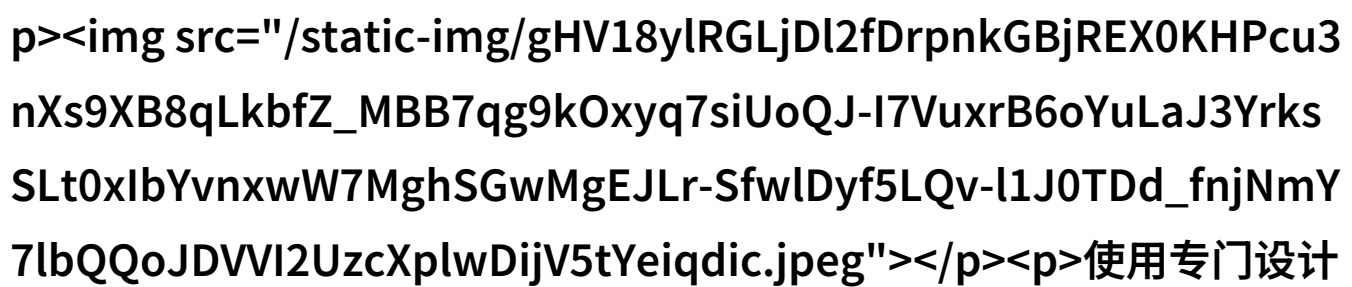 p><img src="/static-img/gHV18ylRGLjDl2fDrpnkGBjREX0KHPcu3
nXs9XB8qLkbfZ_MBB7qg9kOxyq7siUoQJ-I7VuxrB6oYuLaJ3Yrks
SLt0xIbYvnxwW7MghSGwMgEJLr-SfwlDyf5LQv-l1J0TDd_fnjNmY
7lbQQoJDVVI2UzcXplwDijV5tYeiqdic.jpeg"></p><p>使用专门设计